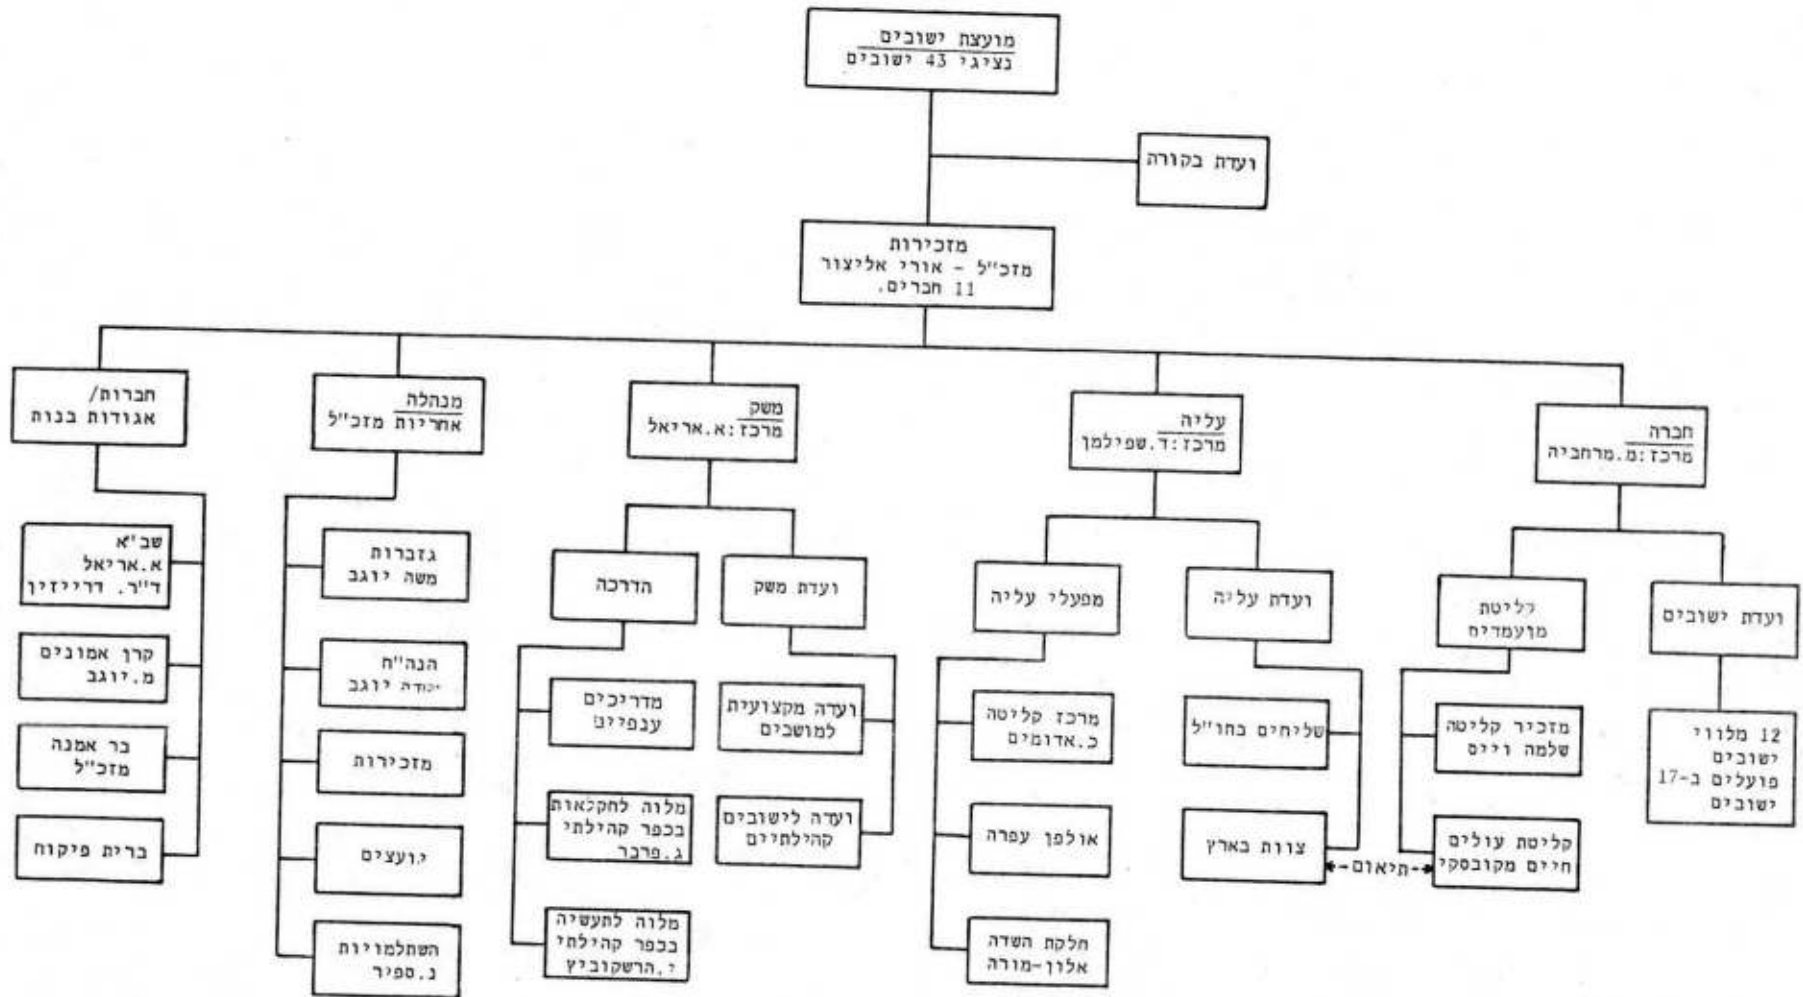 מועצת ישובים
נציגי 43 ישובים
ועדת בקורה
מזכירות
מזכ"ל - אורי אליצור
11 חברים.
חברה
מרכז:מ.מרחביה
עליה
מרכז:ד.שפילמן
משק
מרכז:א.אריאל
מנהלה
אחריות מזכ"ל
חברות/
אגודות בנות
ועדת ישובים
12 מלווי
ישובים
פועלים ב-17
ישובים
קליטת
מועמדים
מזכיר קליטה
שלמה וייס
קליטת עולים
חיים מקובסקי
תיאום
ועדת עליה
שליחים בחו"ל
צוות בארץ
מפעלי עליה
מרכז קליטה
כ.אדומים
אולפן עפרה
חלקת השדה
אלון-מורה
ועדת משק
ועדה מקצועית
למושבים
ועדה לישובים
קהילתיים
הדרכה
מדריכים
ענפיים
מלוה לחקלאות
בכפר קהילתי
ג.פרבר
מלוה לתעשיה
בכפר קהילתי
י.הרשקוביץ
גזברות
משה יוגב
הנה"ח
יוגב
מזכירות
יועצים
השתלמויות
נ.ספיר
שב"א
א.אריאל
ד"ר. דרייזין
קרן אמונים
מ.יוגב
בר אמנה
מזכ"ל
ברית פיקוח